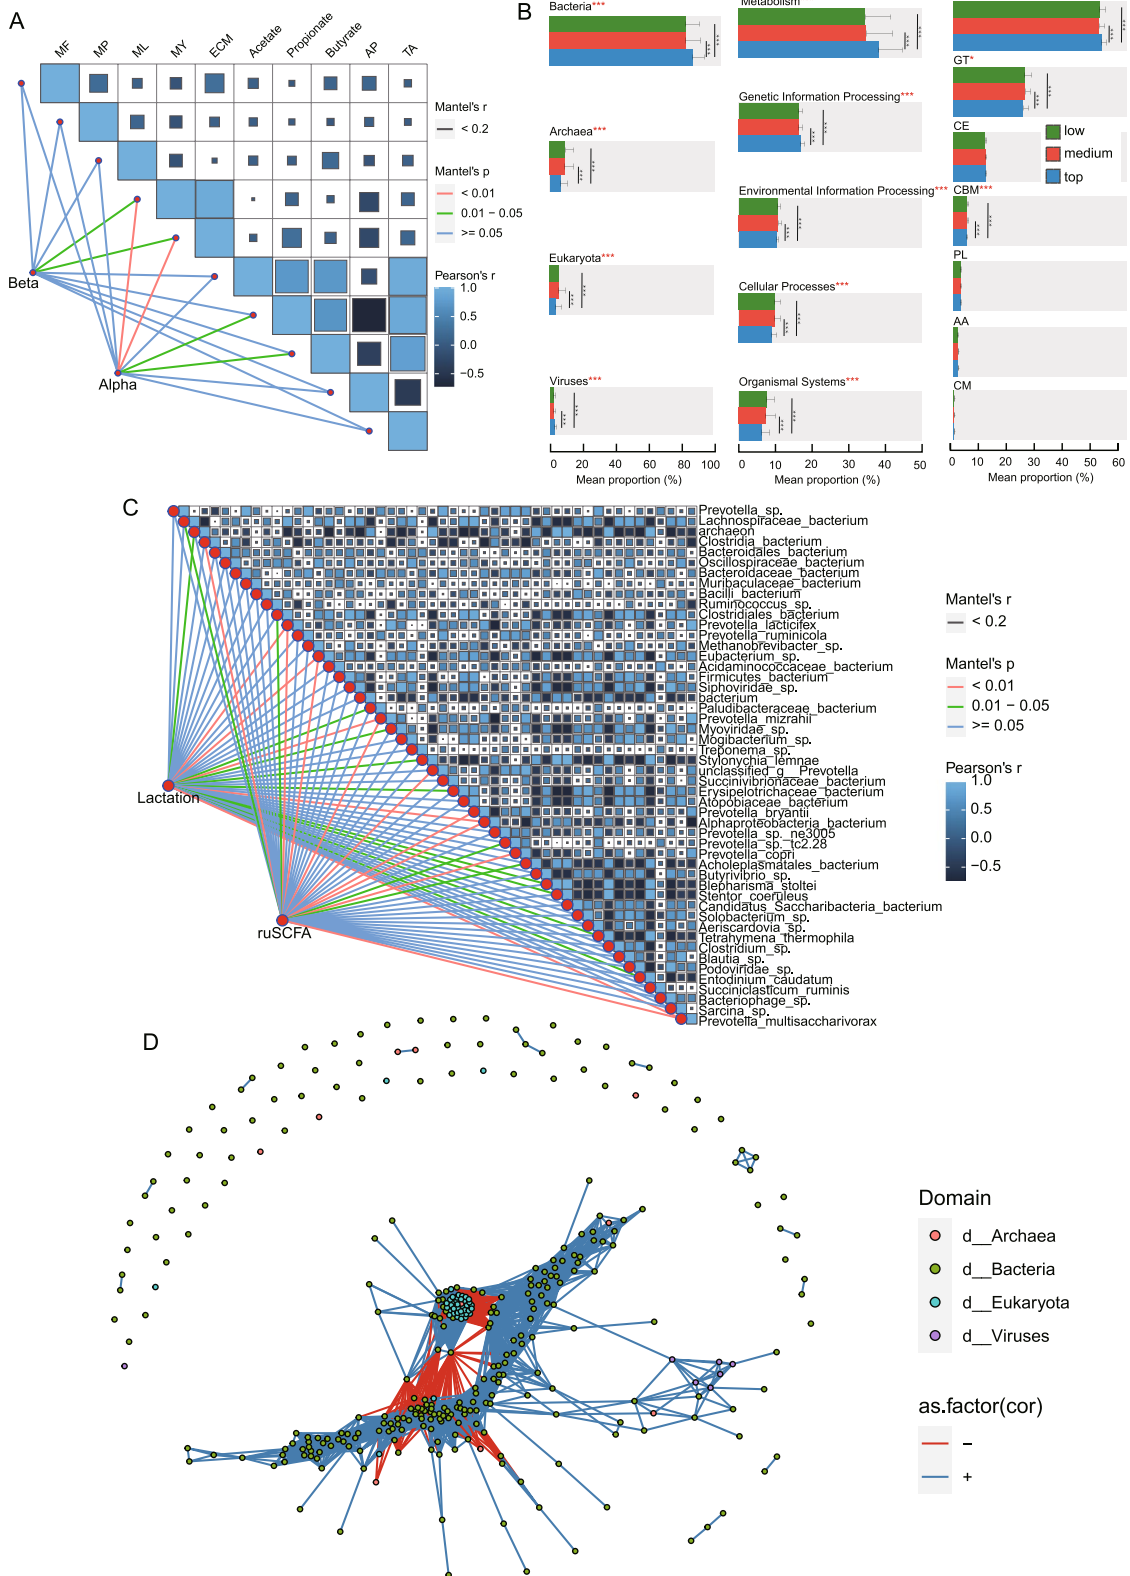 A
MF
MP
ML
MY
ECM
Acetate
Propionate
Butyrate
AP
TA
Mantel's r
< 0.2
Mantel's p
< 0.01
0.01 − 0.05
>= 0.05
Pearson's r
1.0
0.5
0.0
−0.5
Beta
Alpha
B
Bacteria***
***
***
Archaea***
***
***
Eukaryota***
***
***
Viruses***
***
***
0 20 40 60 80 100
Mean proportion (%)
Metabolism
***
***
Genetic Information Processing***
***
***
Environmental Information Processing***
***
***
Cellular Processes***
***
***
Organismal Systems***
***
***
0 10 20 30 40 50
Mean proportion (%)
***
***
GT*
***
***
CE
low
medium
top
CBM***
***
***
PL
AA
CM
0 10 20 30 40 50 60
Mean proportion (%)
C
Prevotella_sp.
Lachnospiraceae_bacterium
archaeon
Clostridia_bacterium
Bacteroidales_bacterium
Oscillospiraceae_bacterium
Bacteroidaceae_bacterium
Muribaculaceae_bacterium
Bacilli_bacterium
Ruminococcus_sp.
Clostridiales_bacterium
Prevotella_lacticifex
Prevotella_ruminicola
Methanobrevibacter_sp.
Eubacterium_sp.
Acidaminococcaceae_bacterium
Firmicutes_bacterium
Siphoviridae_sp.
bacterium
Paludibacteraceae_bacterium
Prevotella_mizrahii
Myoviridae_sp.
Mogibacterium_sp.
Treponema_sp.
Stylonychia_lemnae
unclassified_g__Prevotella
Succinivibrionaceae_bacterium
Erysipelotrichaceae_bacterium
Atopobiaceae_bacterium
Prevotella_bryantii
Alphaproteobacteria_bacterium
Prevotella_sp._ne3005
Prevotella_sp._tc2.28
Prevotella_copri
Acholeplasmatales_bacterium
Butyrivibrio_sp.
Blepharisma_stoltei
Stentor_coeruleus
Candidatus_Saccharibacteria_bacterium
Solobacterium_sp.
Aeriscardovia_sp.
Tetrahymena_thermophila
Clostridium_sp.
Blautia_sp.
Podoviridae_sp.
Entodinium_caudatum
Succiniclasticum_ruminis
Bacteriophage_sp.
Sarcina_sp.
Prevotella_multisaccharivorax
Lactation
ruSCFA
Mantel's r
< 0.2
Mantel's p
< 0.01
0.01 − 0.05
>= 0.05
Pearson's r
1.0
0.5
0.0
−0.5
D
Domain
d__Archaea
d__Bacteria
d__Eukaryota
d__Viruses
as.factor(cor)
−
+